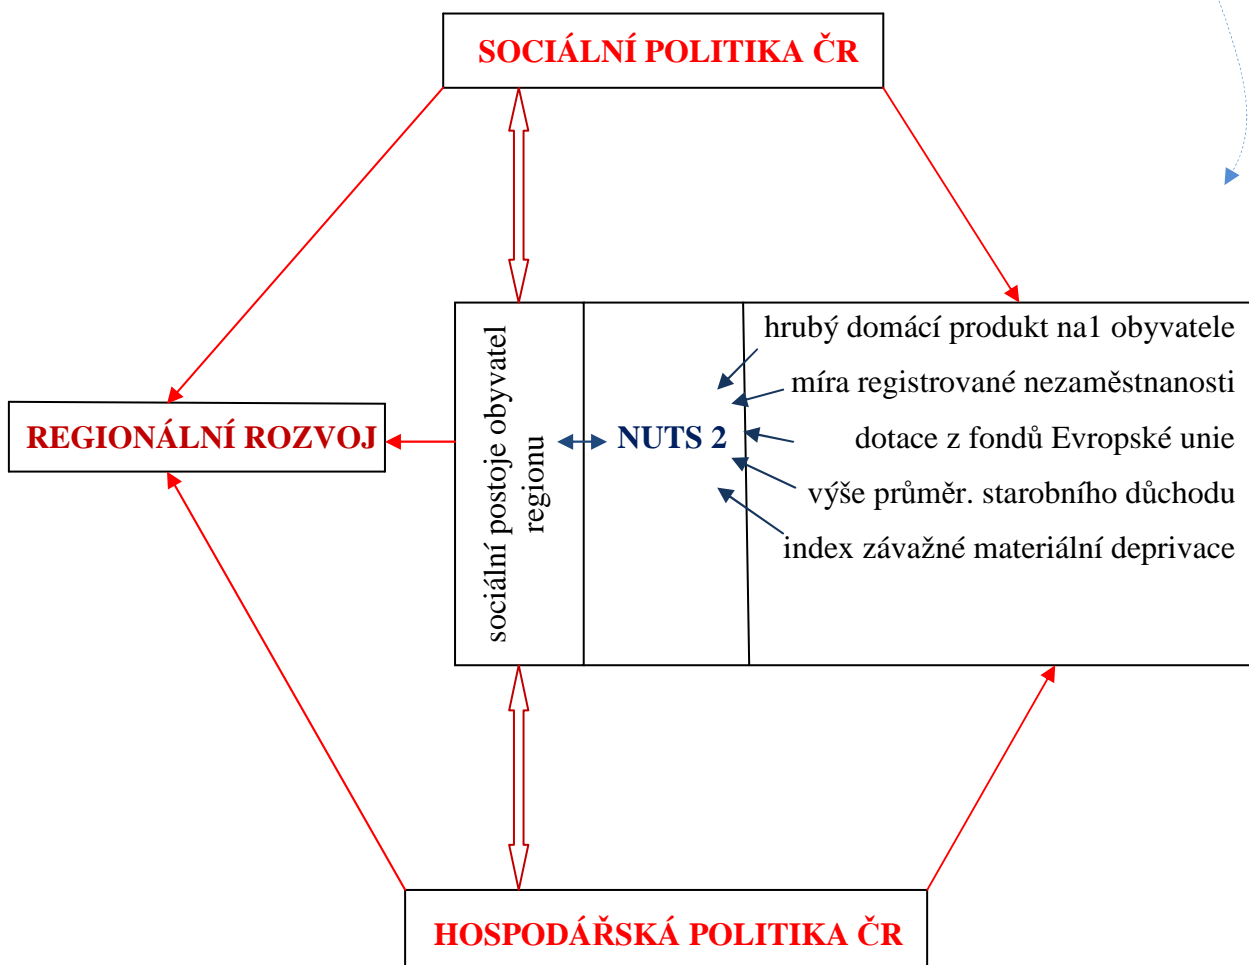 SOCIÁLNÍ POLITIKA ČR
hrubý domácí produkt na1 obyvatele
míra registrované nezaměstnanosti
REGIONÁLNÍ ROZVOJ
sociální postoje obyvatel
regionu
NUTS 2
dotace z fondů Evropské unie
výše průměr. starobního důchodu
index závažné materiální deprivace
HOSPODÁŘSKÁ POLITIKA ČR